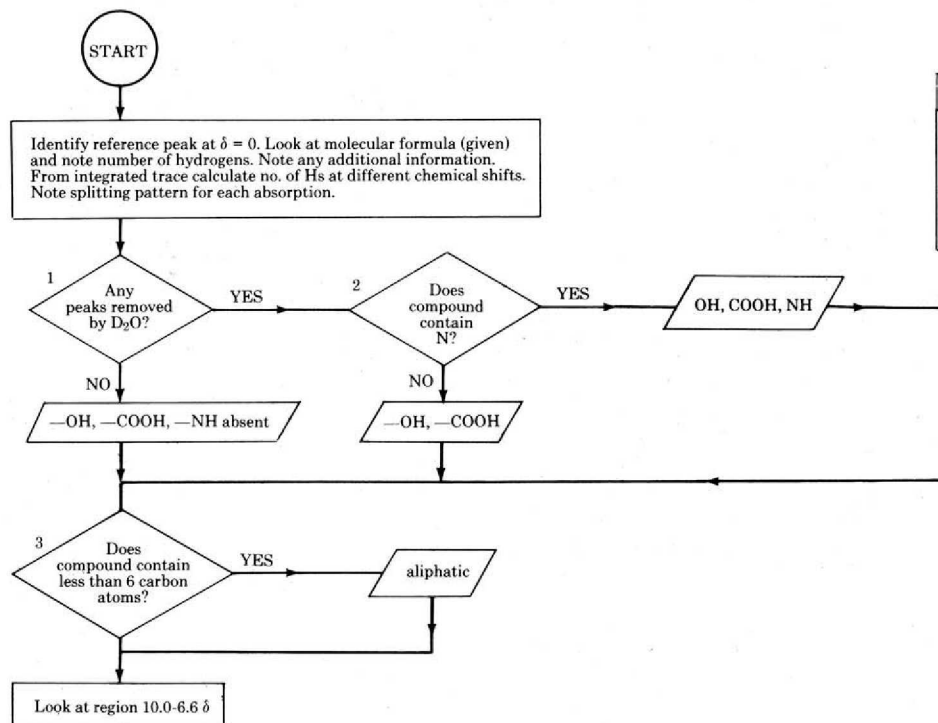 START
Identify reference peak at δ = 0. Look at molecular formula (given)
and note number of hydrogens. Note any additional information.
From integrated trace calculate no. of Hs at different chemical shifts.
Note splitting pattern for each absorption.
1
Any
peaks removed
by D₂O?
YES
2
Does
compound
contain
N?
YES
OH, COOH, NH
NO
—OH, —COOH, —NH absent
NO
—OH, —COOH
3
Does
compound contain
less than 6 carbon
atoms?
YES
aliphatic
Look at region 10.0-6.6 δ